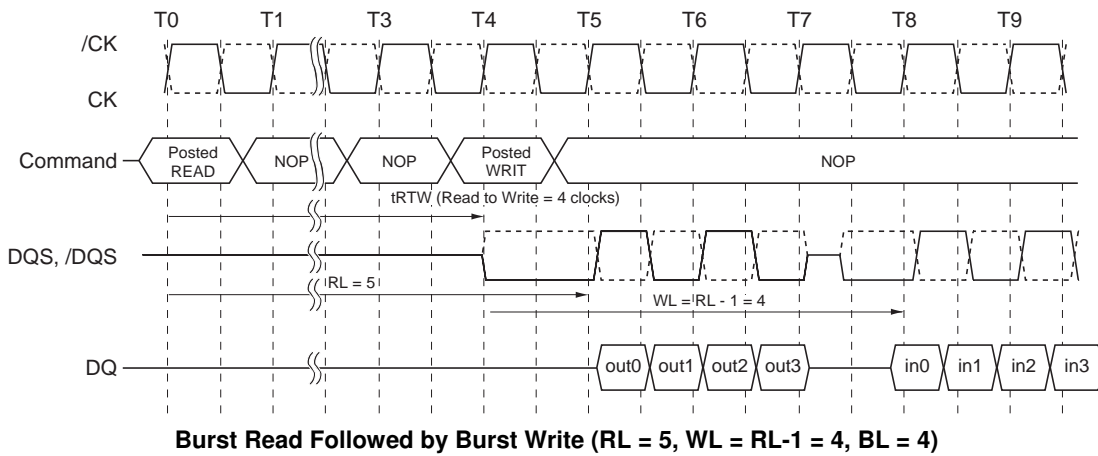 T0 T1 T3 T4 T5 T6 T7 T8 T9
/CK
CK
Command
Posted READ
NOP
NOP
Posted WRIT
NOP
tRTW (Read to Write = 4 clocks)
DQS, /DQS
RL = 5
WL = RL - 1 = 4
DQ
out0 out1 out2 out3 in0 in1 in2 in3
Burst Read Followed by Burst Write (RL = 5, WL = RL-1 = 4, BL = 4)